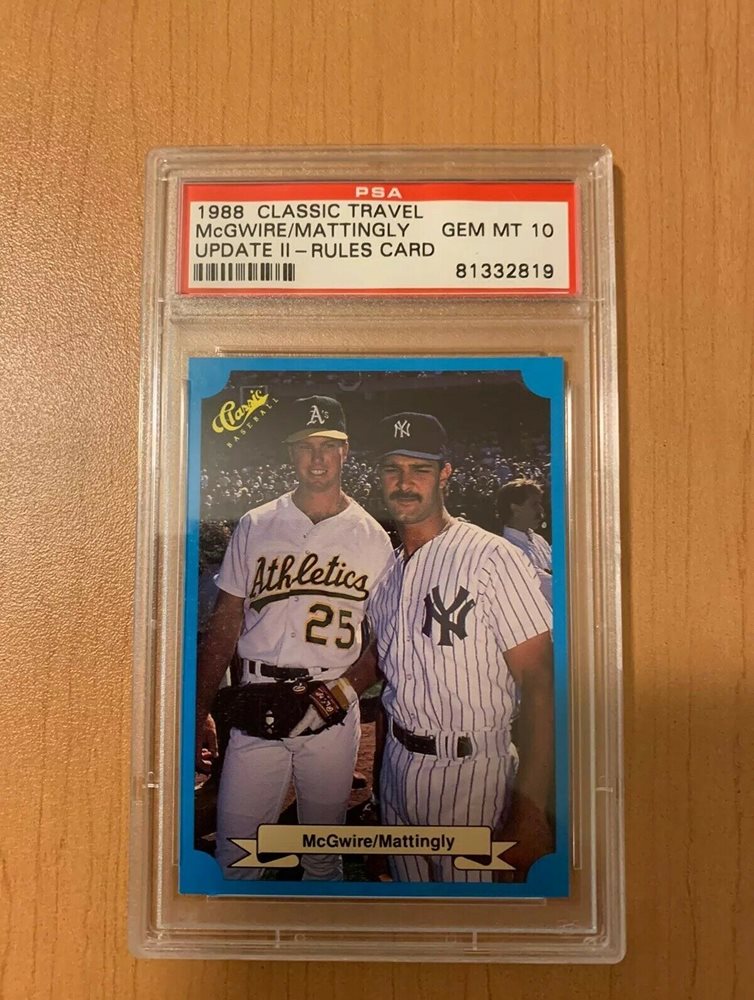 PSA
1988 CLASSIC TRAVEL
McGWIRE/MATTINGLY GEM MT 10
UPDATE II - RULES CARD
81332819
Classic
BASEBALL
A's
NY
Athletics
25
NY
McGwire/Mattingly